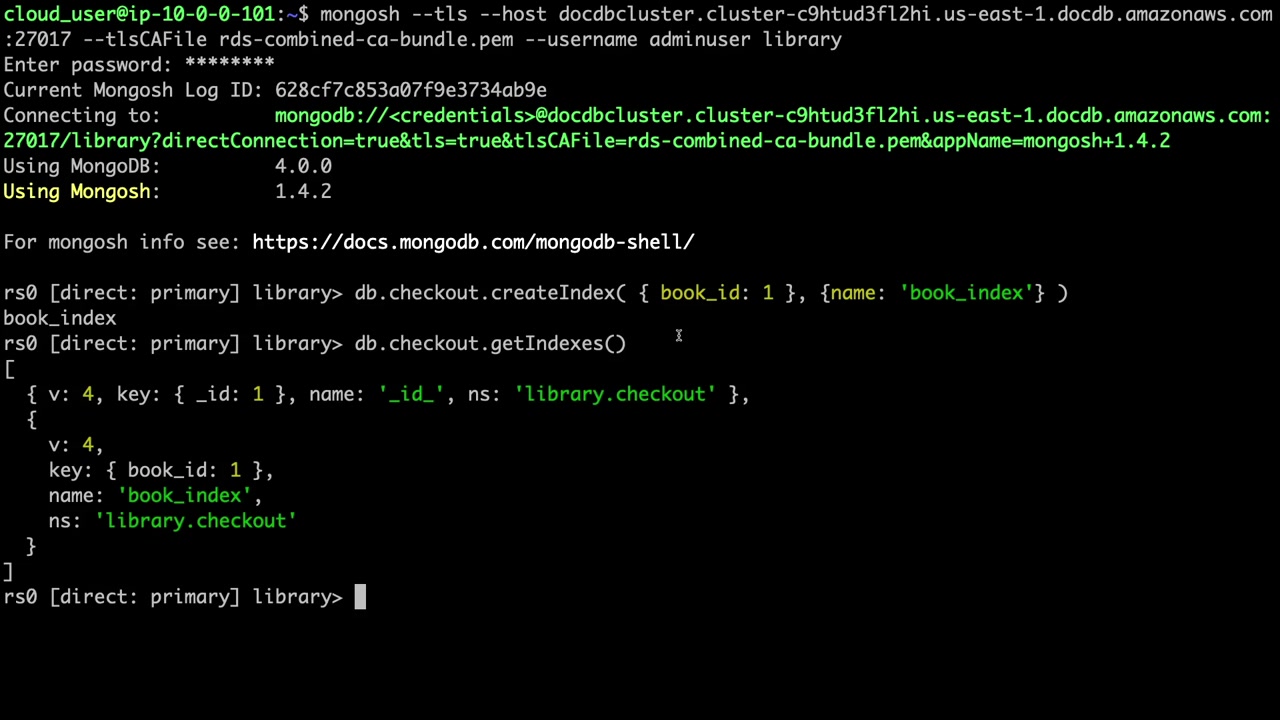 cloud_user@ip-10-0-0-101:~$ mongosh --tls --host docdbcluster.cluster-c9htud3fl2hi.us-east-1.docdb.amazonaws.com
:27017 --tlsCAFile rds-combined-ca-bundle.pem --username adminuser library
Enter password: ********
Current Mongosh Log ID: 628cf7c853a07f9e3734ab9e
Connecting to:          mongodb://<credentials>@docdbcluster.cluster-c9htud3fl2hi.us-east-1.docdb.amazonaws.com:
27017/library?directConnection=true&tls=true&tlsCAFile=rds-combined-ca-bundle.pem&appName=mongosh+1.4.2
Using MongoDB:          4.0.0
Using Mongosh:          1.4.2
For mongosh info see: https://docs.mongodb.com/mongodb-shell/
rs0 [direct: primary] library> db.checkout.createIndex( { book_id: 1 }, {name: 'book_index'} )
book_index
rs0 [direct: primary] library> db.checkout.getIndexes()
[
  { v: 4, key: { _id: 1 }, name: '_id_', ns: 'library.checkout' },
  {
    v: 4,
    key: { book_id: 1 },
    name: 'book_index',
    ns: 'library.checkout'
  }
]
rs0 [direct: primary] library>